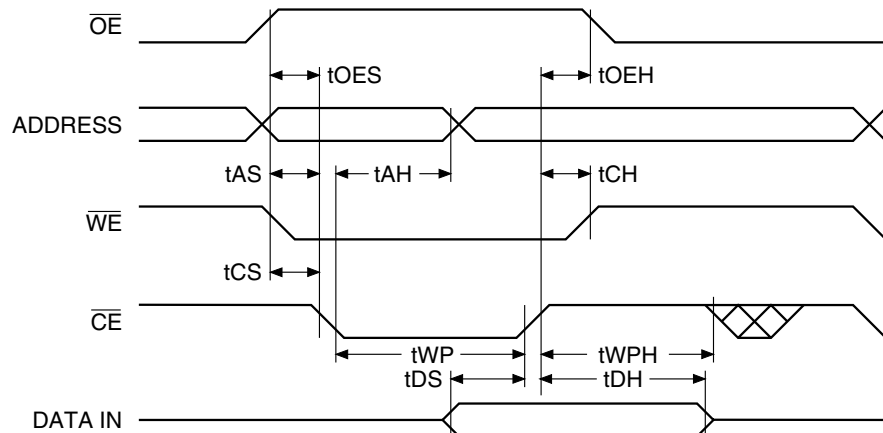 OE
tOES tOEH
ADDRESS
tAS tAH tCH
WE
tCS
CE
tWP tWPH
tDS tDH
DATA IN